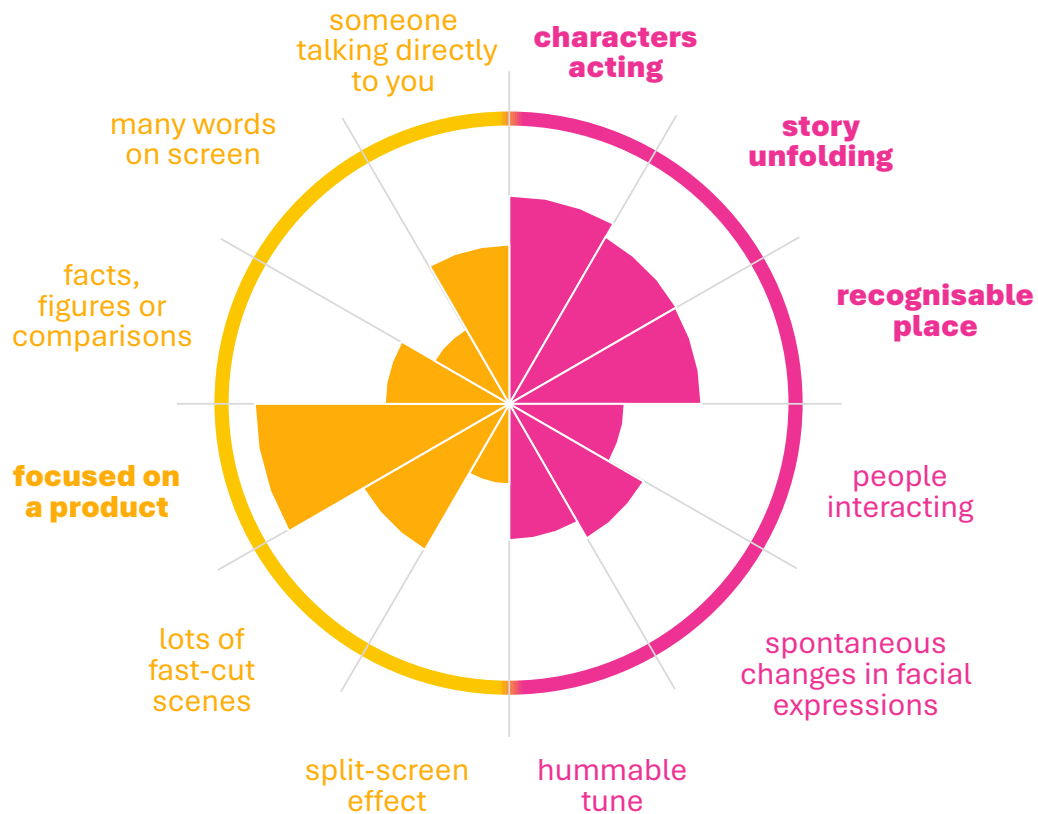 someone
talking directly
to you
characters
acting
story
unfolding
recognisable
place
people
interacting
spontaneous
changes in facial
expressions
hummable
tune
split-screen
effect
lots of
fast-cut
scenes
focused on
a product
facts,
figures or
comparisons
many words
on screen